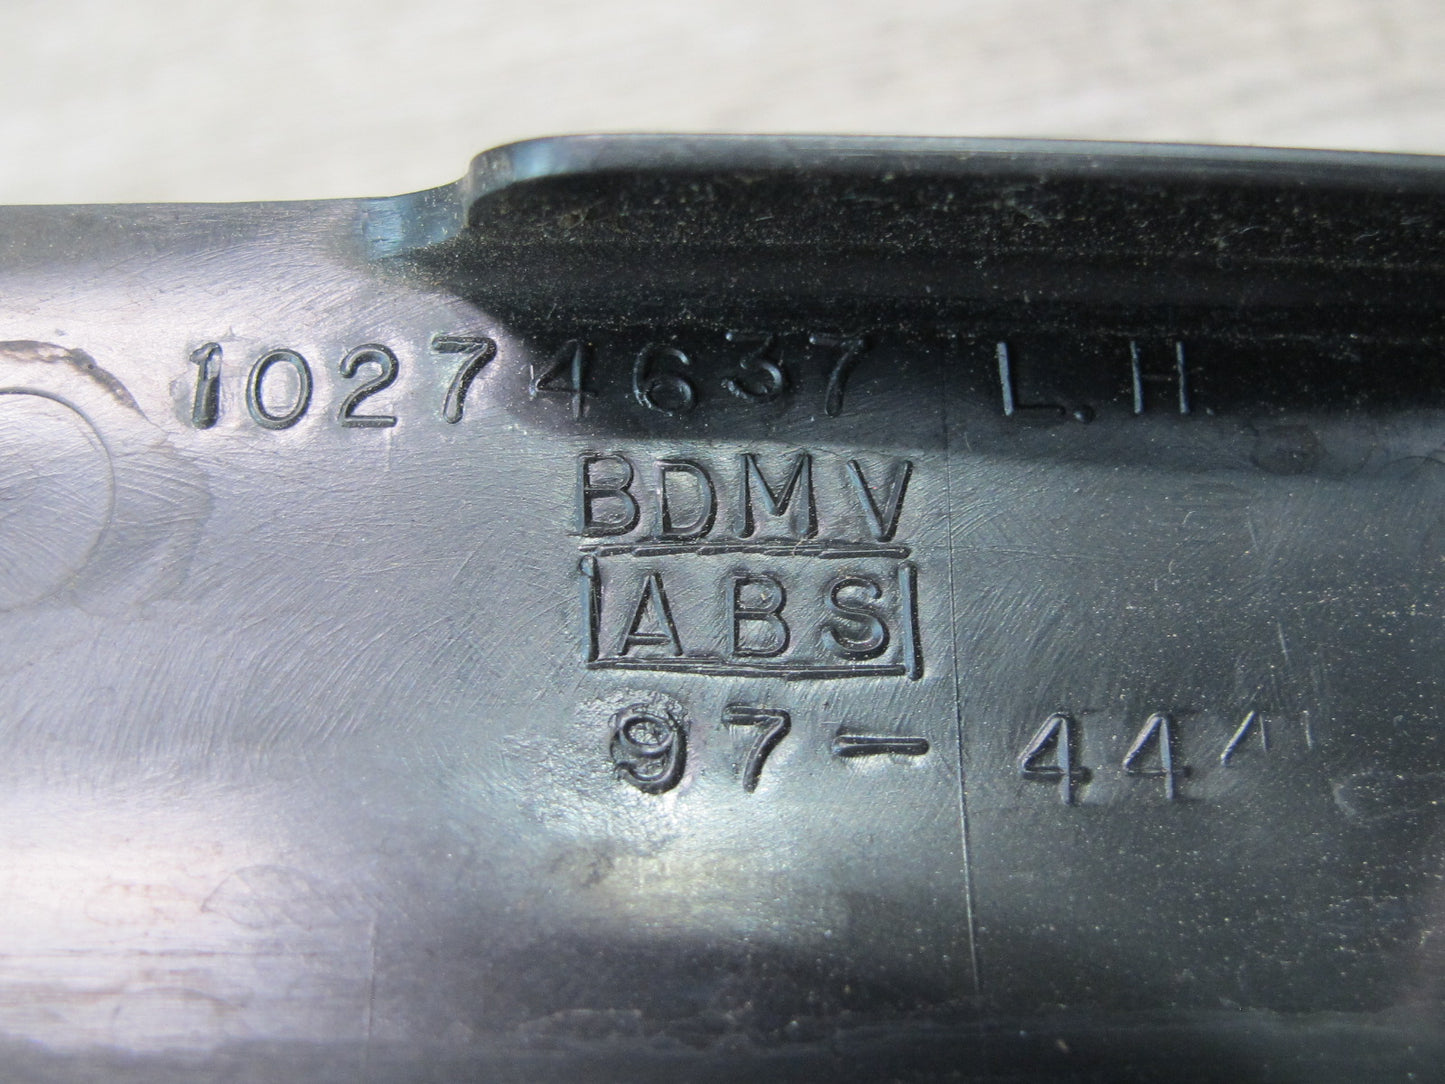 10274637 L.H.
BDMV
ABS
97-44